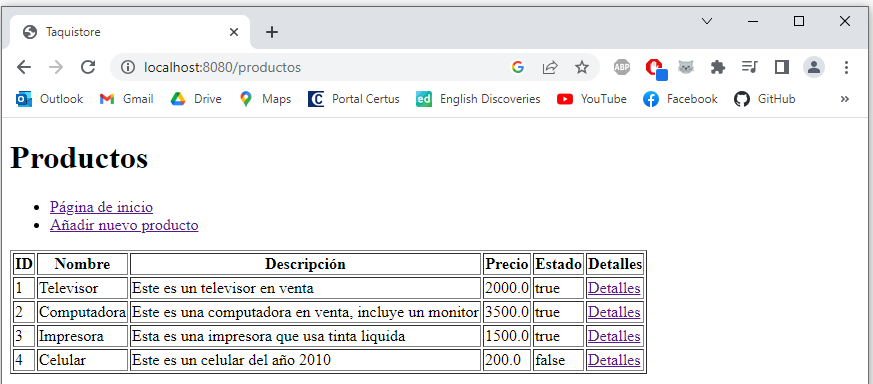 Taquistore
localhost:8080/productos
ABP
Outlook Gmail Drive Maps Portal Certus ed English Discoveries YouTube Facebook GitHub »
Productos
Página de inicio
Añadir nuevo producto
ID Nombre Descripción Precio Estado Detalles
1 Televisor Este es un televisor en venta 2000.0 true Detalles
2 Computadora Este es una computadora en venta, incluye un monitor 3500.0 true Detalles
3 Impresora Esta es una impresora que usa tinta liquida 1500.0 true Detalles
4 Celular Este es un celular del año 2010 200.0 false Detalles